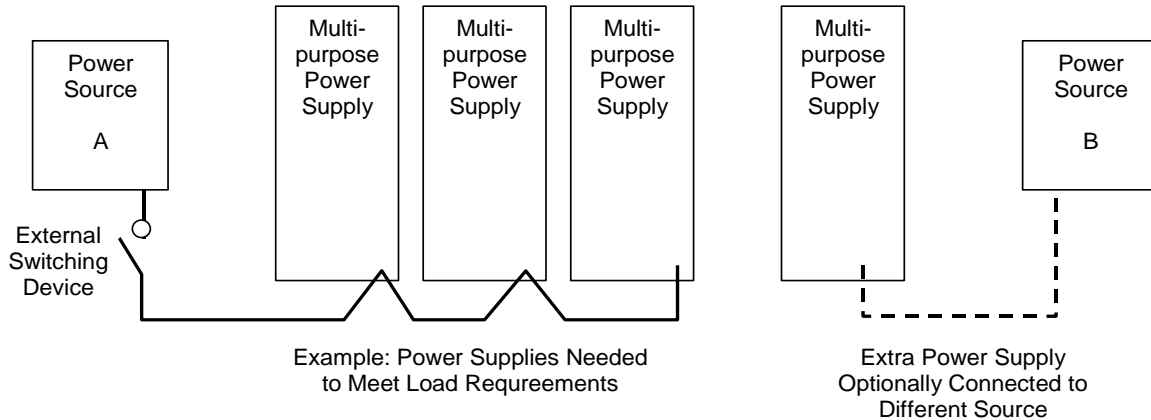 Power
Source
A
Multi-
purpose
Power
Supply
Multi-
purpose
Power
Supply
Multi-
purpose
Power
Supply
Multi-
purpose
Power
Supply
Power
Source
B
External
Switching
Device
Example: Power Supplies Needed
to Meet Load Requreements
Extra Power Supply
Optionally Connected to
Different Source